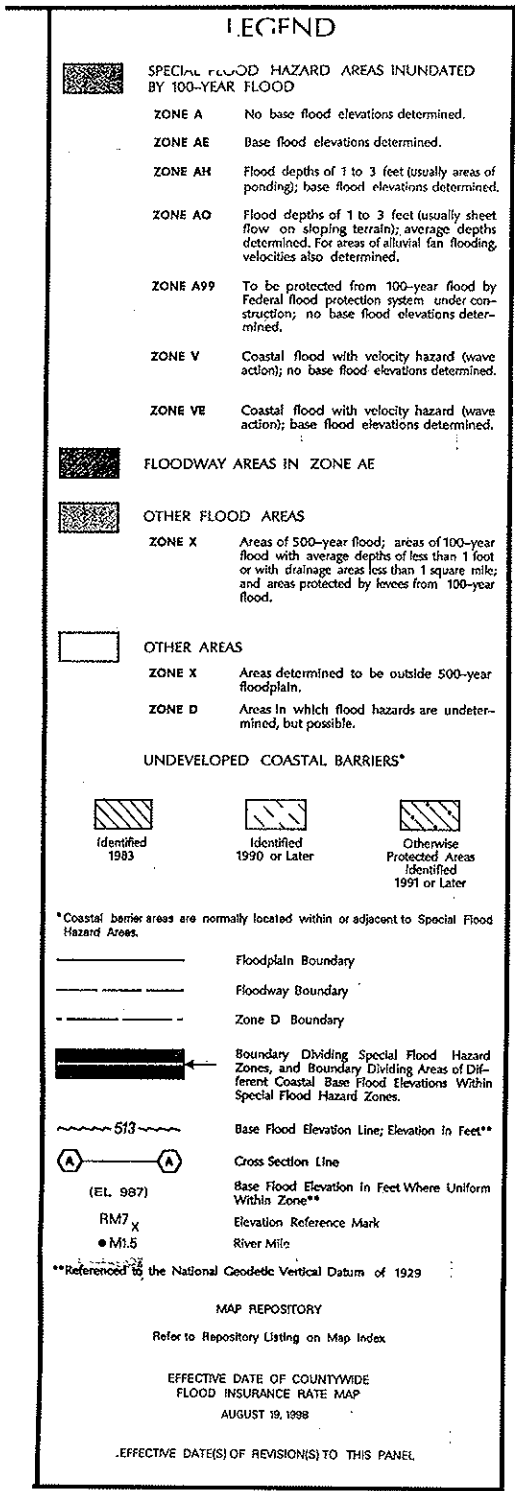 LEGEND
SPECIAL FLOOD HAZARD AREAS INUNDATED
BY 100-YEAR FLOOD
ZONE A No base flood elevations determined.
ZONE AE Base flood elevations determined.
ZONE AH Flood depths of 1 to 3 feet (usually areas of
ponding); base flood elevations determined.
ZONE AO Flood depths of 1 to 3 feet (usually sheet
flow on sloping terrain); average depths
determined. For areas of alluvial fan flooding,
velocities also determined.
ZONE A99 To be protected from 100-year flood by
Federal flood protection system under con-
struction; no base flood elevations deter-
mined.
ZONE V Coastal flood with velocity hazard (wave
action); no base flood elevations determined.
ZONE VE Coastal flood with velocity hazard (wave
action); base flood elevations determined.
FLOODWAY AREAS IN ZONE AE
OTHER FLOOD AREAS
ZONE X Areas of 500-year flood; areas of 100-year
flood with average depths of less than 1 foot
or with drainage areas less than 1 square mile;
and areas protected by levees from 100-year
flood.
OTHER AREAS
ZONE X Areas determined to be outside 500-year
floodplain.
ZONE D Areas in which flood hazards are undeter-
mined, but possible.
UNDEVELOPED COASTAL BARRIERS*
Identified
1983
Identified
1990 or Later
Otherwise
Protected Areas
Identified
1991 or Later
*Coastal barrier areas are normally located within or adjacent to Special Flood
Hazard Areas.
Floodplain Boundary
Floodway Boundary
Zone D Boundary
Boundary Dividing Special Flood Hazard
Zones, and Boundary Dividing Areas of Dif-
ferent Coastal Base Flood Elevations Within
Special Flood Hazard Zones.
513 Base Flood Elevation Line; Elevation in Feet**
A A Cross Section Line
(EL 987) Base Flood Elevation in Feet Where Uniform
Within Zone**
RM7X Elevation Reference Mark
•M1.5 River Mile
**Referenced to the National Geodetic Vertical Datum of 1929
MAP REPOSITORY
Refer to Repository Listing on Map Index
EFFECTIVE DATE OF COUNTYWIDE
FLOOD INSURANCE RATE MAP
AUGUST 19, 1998
EFFECTIVE DATE(S) OF REVISION(S) TO THIS PANEL